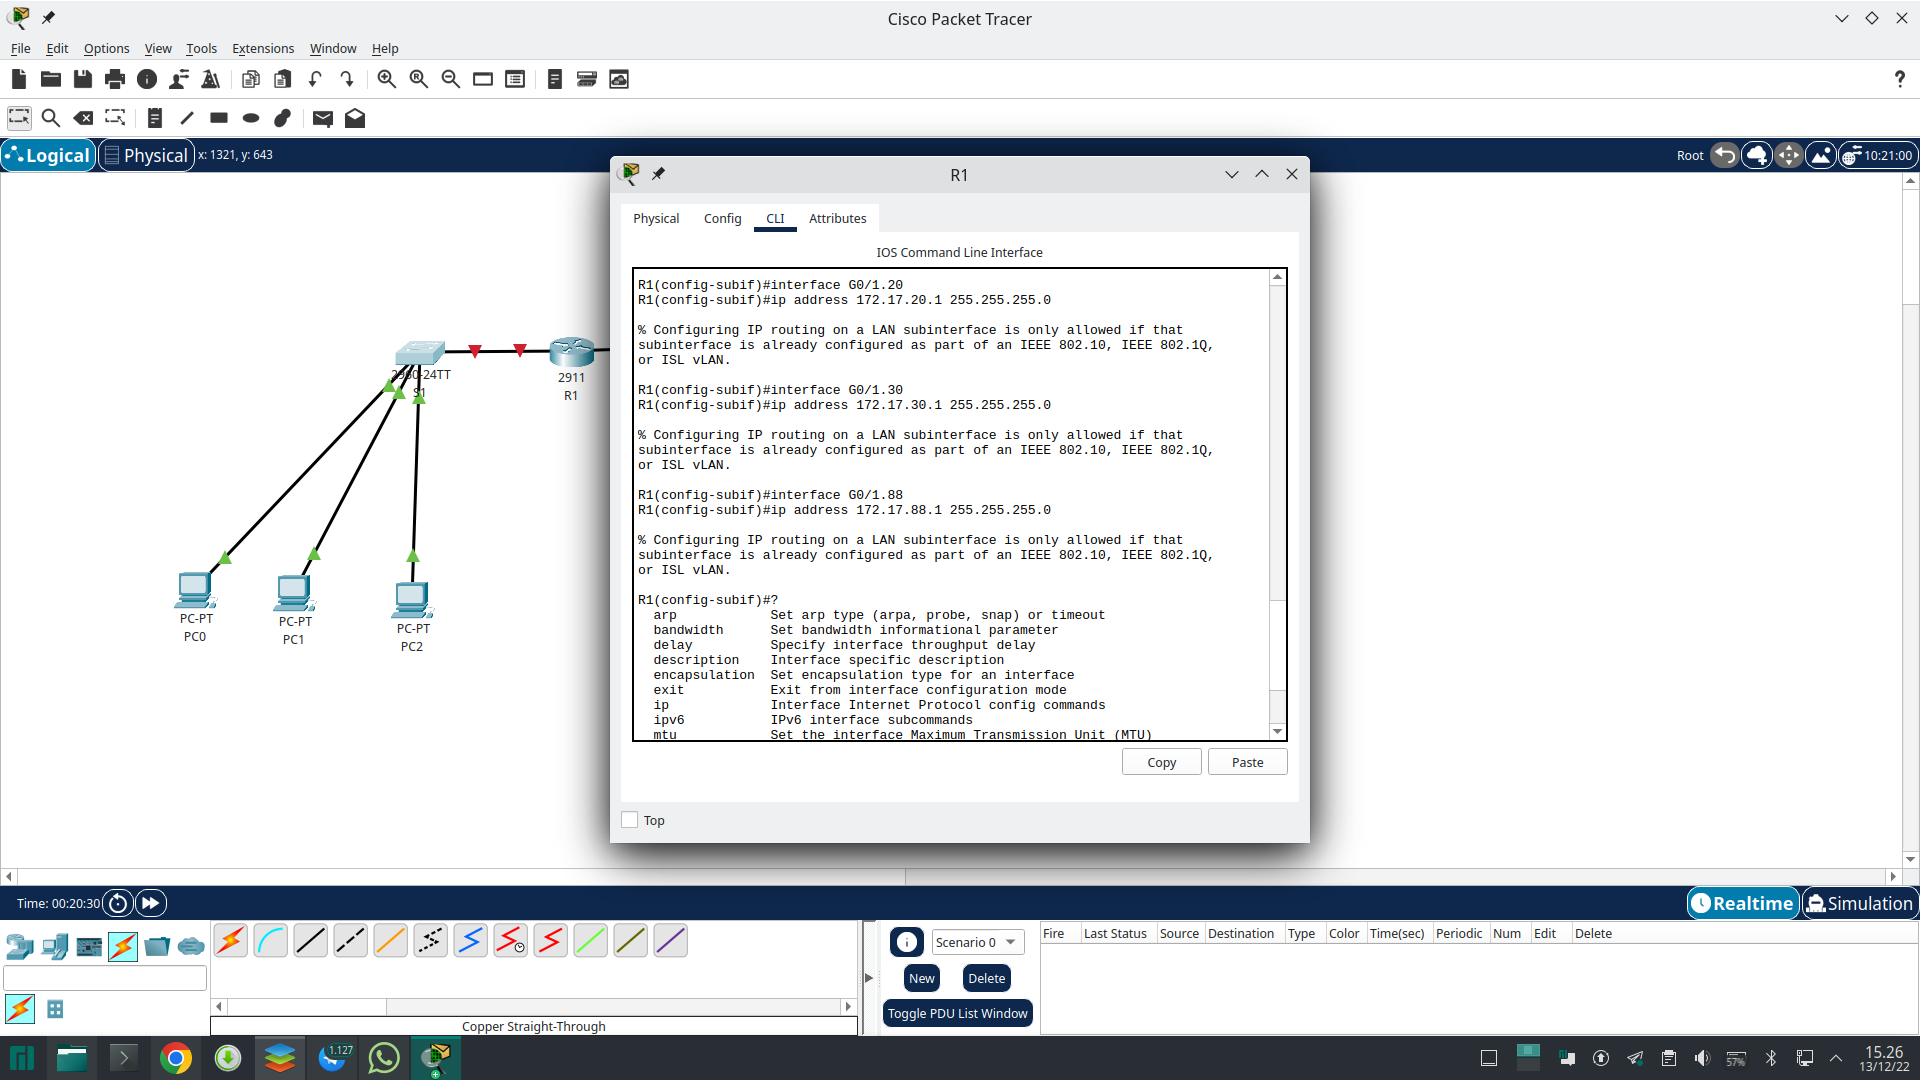 Cisco Packet Tracer
File Edit Options View Tools Extensions Window Help
Logical Physical x: 1321, y: 643 Root 10:21:00
R1
Physical Config CLI Attributes
IOS Command Line Interface
R1(config-subif)#interface G0/1.20
R1(config-subif)#ip address 172.17.20.1 255.255.255.0
% Configuring IP routing on a LAN subinterface is only allowed if that
subinterface is already configured as part of an IEEE 802.10, IEEE 802.1Q,
or ISL vLAN.
R1(config-subif)#interface G0/1.30
R1(config-subif)#ip address 172.17.30.1 255.255.255.0
% Configuring IP routing on a LAN subinterface is only allowed if that
subinterface is already configured as part of an IEEE 802.10, IEEE 802.1Q,
or ISL vLAN.
R1(config-subif)#interface G0/1.88
R1(config-subif)#ip address 172.17.88.1 255.255.255.0
% Configuring IP routing on a LAN subinterface is only allowed if that
subinterface is already configured as part of an IEEE 802.10, IEEE 802.1Q,
or ISL vLAN.
R1(config-subif)#?
arp Set arp type (arpa, probe, snap) or timeout
bandwidth Set bandwidth informational parameter
delay Specify interface throughput delay
description Interface specific description
encapsulation Set encapsulation type for an interface
exit Exit from interface configuration mode
ip Interface Internet Protocol config commands
ipv6 IPv6 interface subcommands
mtu Set the interface Maximum Transmission Unit (MTU)
Copy Paste
Top
2960-24TT
S1
2911
R1
PC-PT
PC0
PC-PT
PC1
PC-PT
PC2
Time: 00:20:30 Realtime Simulation
Scenario 0
New Delete
Toggle PDU List Window
Fire Last Status Source Destination Type Color Time(sec) Periodic Num Edit Delete
Copper Straight-Through
1.127
57%
15.26
13/12/22